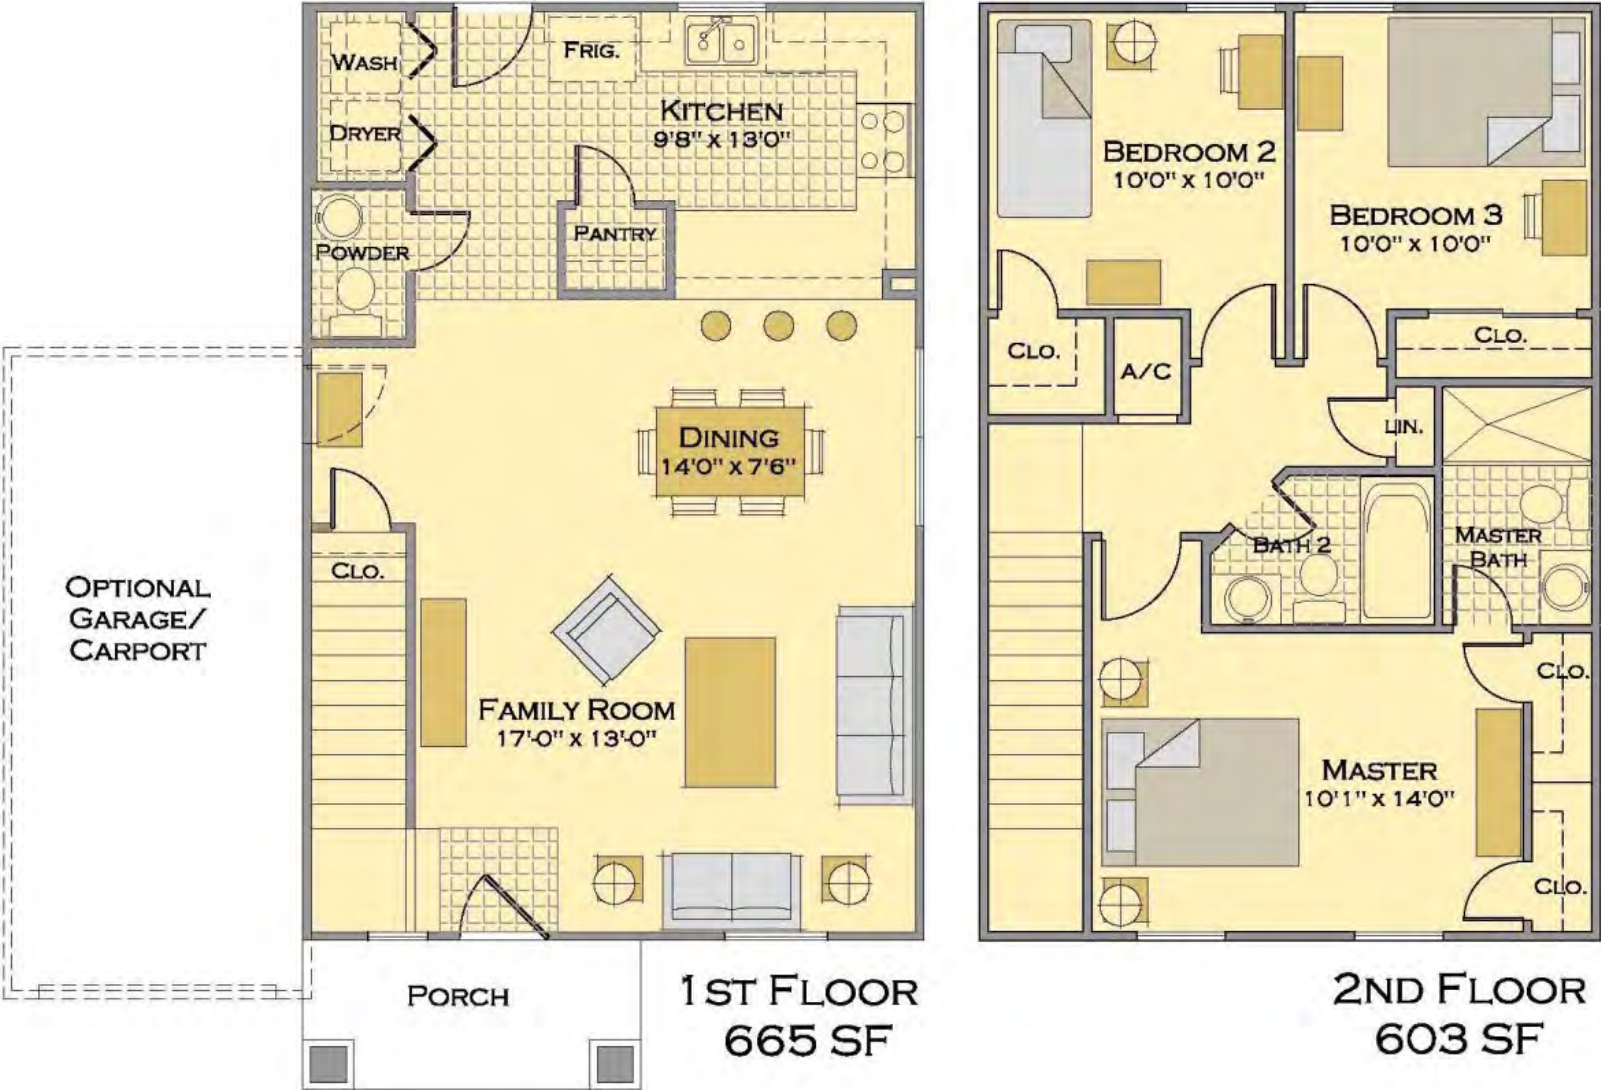 WASH
FRIG.
DRYER
KITCHEN
9'8" X 13'0"
PANTRY
POWDER
DINING
14'0" X 7'6"
CLO.
OPTIONAL
GARAGE/
CARPORT
FAMILY ROOM
17'-0" X 13'-0"
PORCH
1ST FLOOR
665 SF
BEDROOM 2
10'0" X 10'0"
BEDROOM 3
10'0" X 10'0"
CLO.
A/C
CLO.
LIN.
BATH 2
MASTER
BATH
CLO.
MASTER
10'1" X 14'0"
CLO.
2ND FLOOR
603 SF